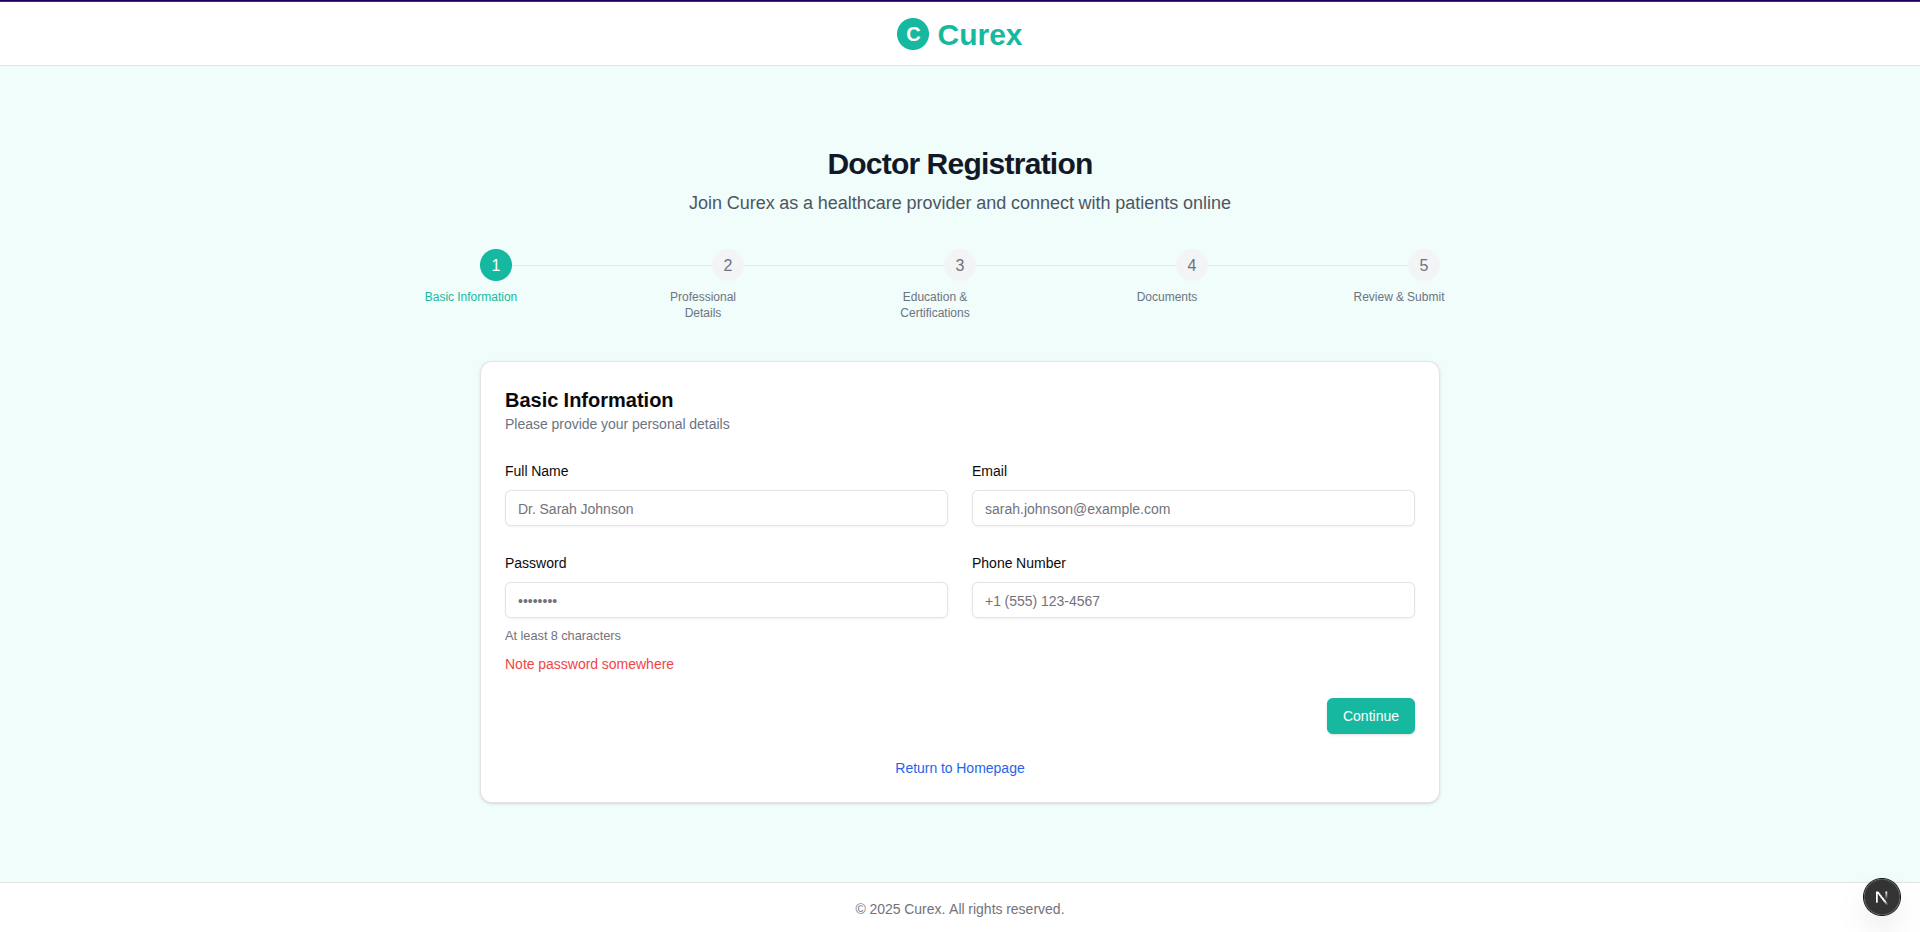 C Curex
Doctor Registration
Join Curex as a healthcare provider and connect with patients online
1
2
3
4
5
Basic Information
Professional
Details
Education &
Certifications
Documents
Review & Submit
Basic Information
Please provide your personal details
Full Name
Email
Dr. Sarah Johnson
sarah.johnson@example.com
Password
Phone Number
••••••••
+1 (555) 123-4567
At least 8 characters
Note password somewhere
Continue
Return to Homepage
© 2025 Curex. All rights reserved.
N